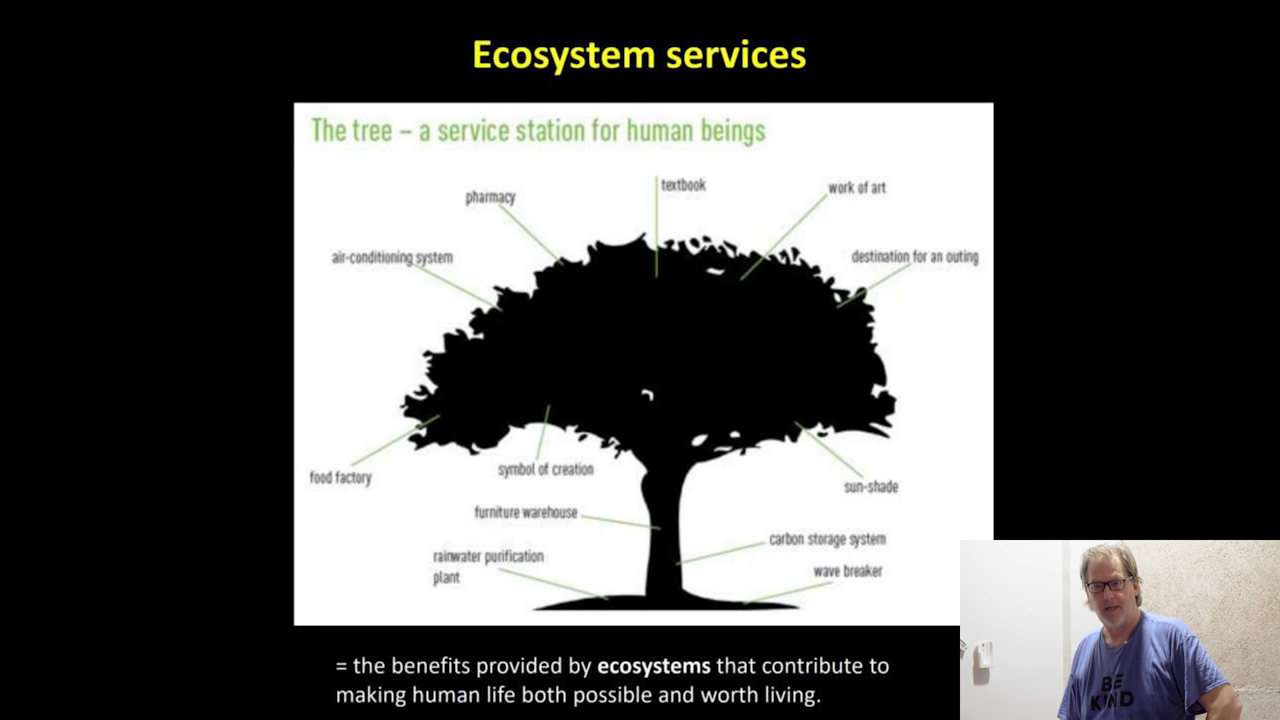 Ecosystem services
The tree – a service station for human beings
textbook
work of art
pharmacy
air-conditioning system
destination for an outing
food factory
symbol of creation
sun-shade
furniture warehouse
carbon storage system
rainwater purification
plant
wave breaker
= the benefits provided by ecosystems that contribute to
making human life both possible and worth living.
BE
KIND